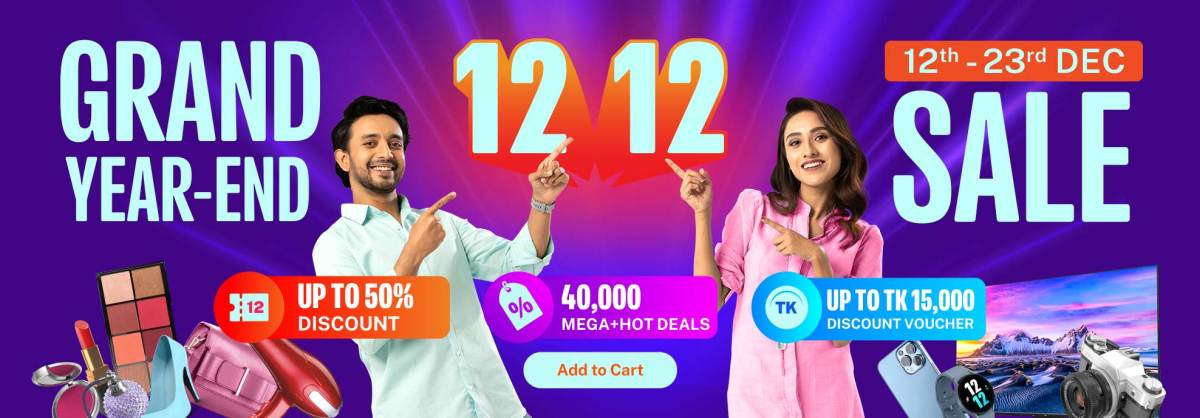 GRAND
YEAR-END
12 12
12th - 23rd DEC
SALE
12
UP TO 50%
DISCOUNT
%
40,000
MEGA+HOT DEALS
TK
UP TO TK 15,000
DISCOUNT VOUCHER
Add to Cart
12
12